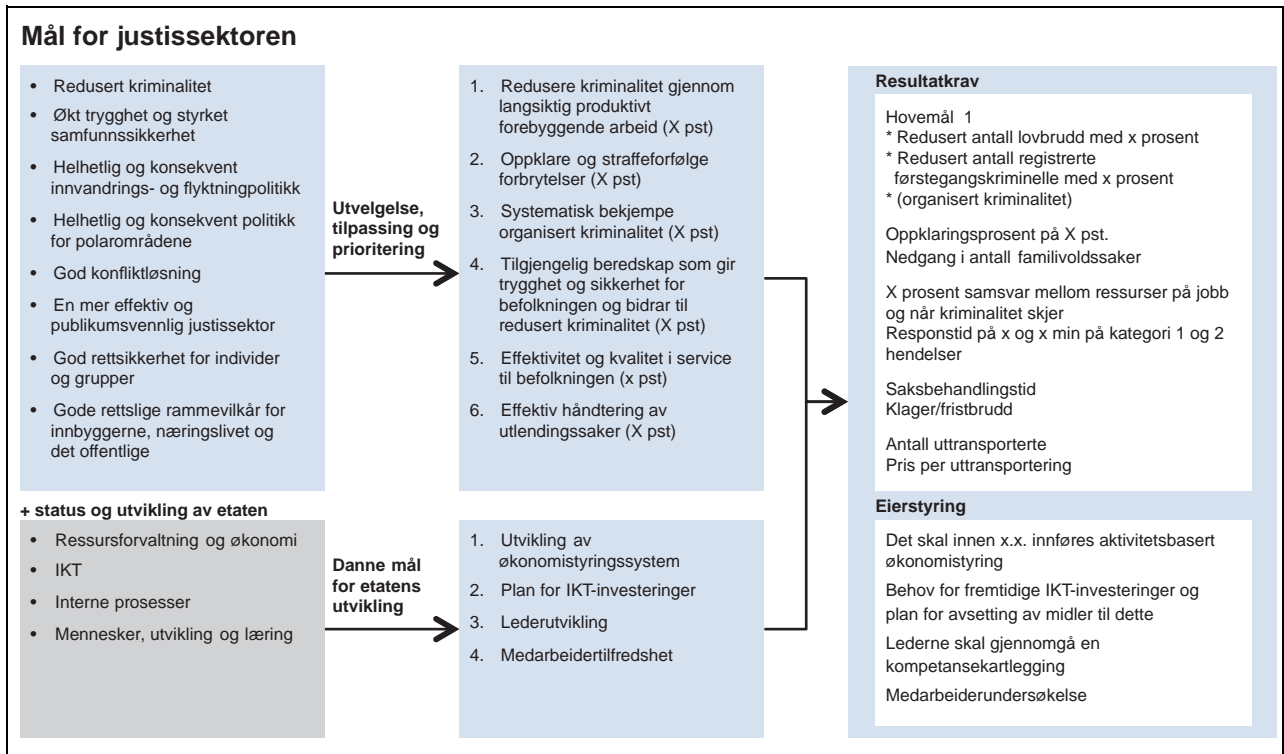 Mål for justissektoren
• Redusert kriminalitet
• Økt trygghet og styrket
samfunnssikkerhet
• Helhetlig og konsekvent
innvandrings- og flyktningpolitikk
• Helhetlig og konsekvent politikk
for polarområdene
• God konfliktløsning
• En mer effektiv og
publikumsvennlig justissektor
• God rettsikkerhet for individer
og grupper
• Gode rettslige rammevilkår for
innbyggerne, næringslivet og
det offentlige
Utvelgelse,
tilpassing og
prioritering
1. Redusere kriminalitet gjennom
langsiktig produktivt
forebyggende arbeid (X pst)
2. Oppklare og straffeforfølge
forbrytelser (X pst)
3. Systematisk bekjempe
organisert kriminalitet (X pst)
4. Tilgjengelig beredskap som gir
trygghet og sikkerhet for
befolkningen og bidrar til
redusert kriminalitet (X pst)
5. Effektivitet og kvalitet i service
til befolkningen (x pst)
6. Effektiv håndtering av
utlendingssaker (X pst)
+ status og utvikling av etaten
• Ressursforvaltning og økonomi
• IKT
• Interne prosesser
• Mennesker, utvikling og læring
Danne mål
for etatens
utvikling
1. Utvikling av
økonomistyringssystem
2. Plan for IKT-investeringer
3. Lederutvikling
4. Medarbeidertilfredshet
Resultatkrav
Hovemål 1
* Redusert antall lovbrudd med x prosent
* Redusert antall registrerte
førstegangskriminelle med x prosent
* (organisert kriminalitet)
Oppklaringsprosent på X pst.
Nedgang i antall familivoldssaker
X prosent samsvar mellom ressurser på jobb
og når kriminalitet skjer
Responstid på x og x min på kategori 1 og 2
hendelser
Saksbehandlingstid
Klager/fristbrudd
Antall uttransporterte
Pris per uttransportering
Eierstyring
Det skal innen x.x. innføres aktivitetsbasert
økonomistyring
Behov for fremtidige IKT-investeringer og
plan for avsetting av midler til dette
Lederne skal gjennomgå en
kompetansekartlegging
Medarbeiderundersøkelse